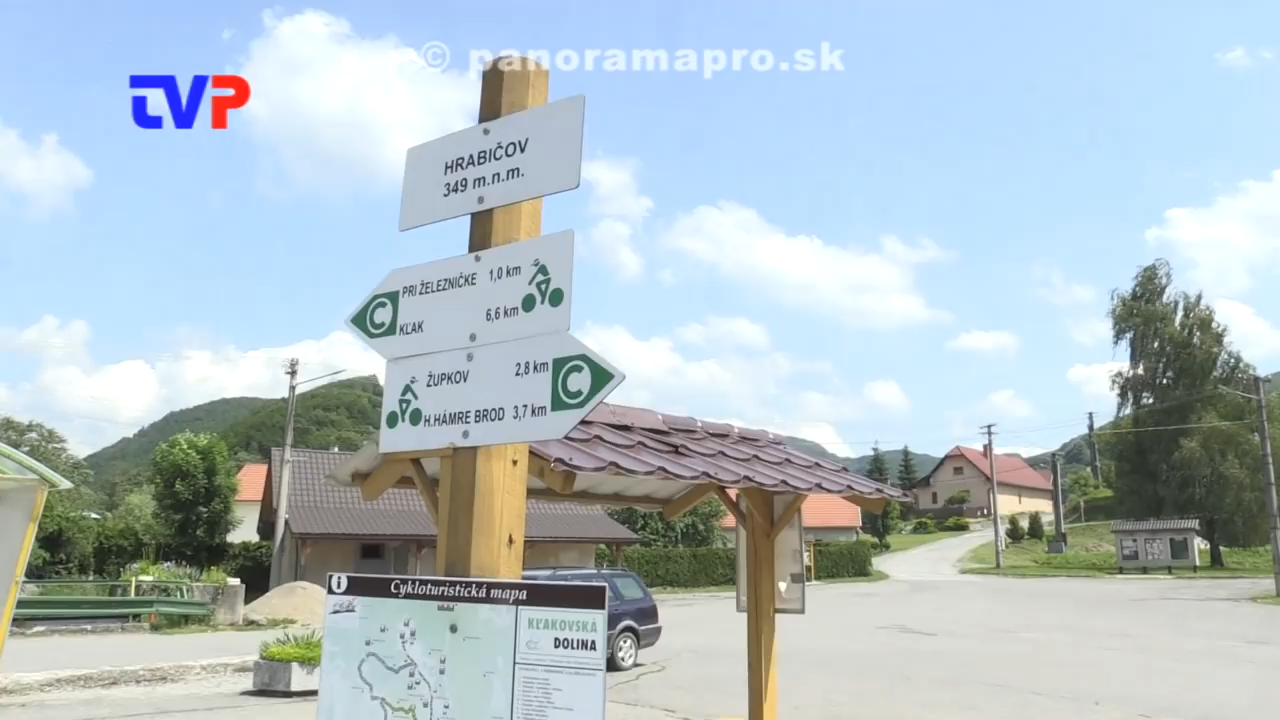 © panoramapro.sk
TVP
HRABIČOV
349 m.n.m.
PRI ŽELEZNIČKE 1,0 km
C
KĽAK 6,6 km
ŽUPKOV 2,8 km
C
H.HÁMRE BROD 3,7 km
i Cykloturistická mapa
KĽAKOVSKÁ
DOLINA